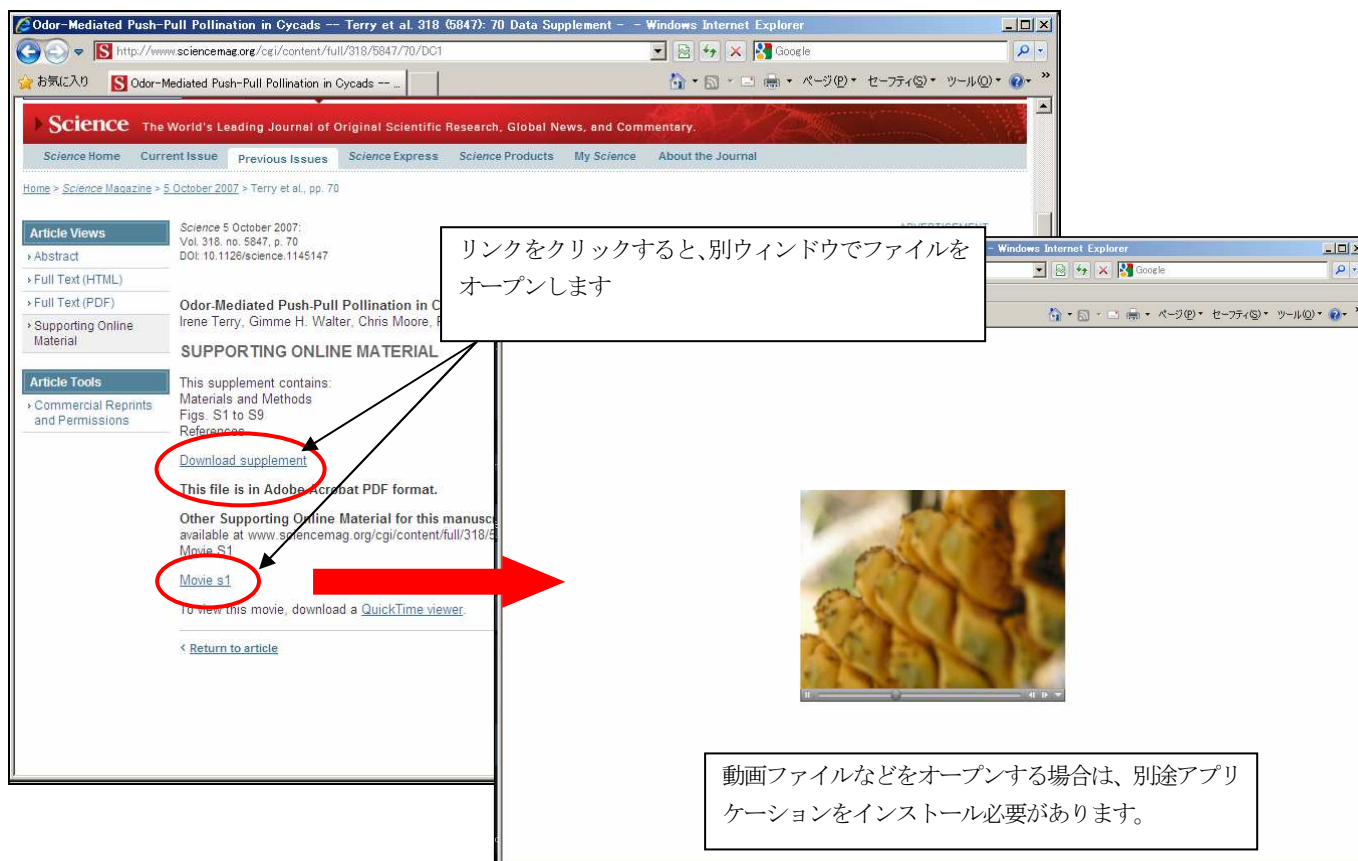 Odor-Mediated Push-Pull Pollination in Cycads -- Terry et al. 318 (5847): 70 Data Supplement - - Windows Internet Explorer
http://www.sciencemag.org/cgi/content/full/318/5847/70/DC1
Google
お気に入り
Odor-Mediated Push-Pull Pollination in Cycads -- ...
ページ(P) セーフティ(S) ツール(O)
Science The World's Leading Journal of Original Scientific Research, Global News, and Commentary.
Science Home Current Issue Previous Issues Science Express Science Products My Science About the Journal
Home > Science Magazine > 5 October 2007 > Terry et al., pp. 70
Article Views
Abstract
Full Text (HTML)
Full Text (PDF)
Supporting Online
Material
Article Tools
Commercial Reprints
and Permissions
Science 5 October 2007:
Vol. 318. no. 5847, p. 70
DOI: 10.1126/science.1145147
ADVERTISEMENT
Odor-Mediated Push-Pull Pollination in C
Irene Terry, Gimme H. Walter, Chris Moore,
SUPPORTING ONLINE MATERIAL
This supplement contains:
Materials and Methods
Figs. S1 to S9
References
Download supplement
This file is in Adobe Acrobat PDF format.
Other Supporting Online Material for this manusc
available at www.sciencemag.org/cgi/content/full/318/5
Movie S1
Movie s1
To view this movie, download a QuickTime viewer.
< Return to article
リンクをクリックすると、別ウィンドウでファイルを
オープンします
- Windows Internet Explorer
Google
ページ(P) セーフティ(S) ツール(O)
動画ファイルなどをオープンする場合は、別途アプリ
ケーションをインストール必要があります。